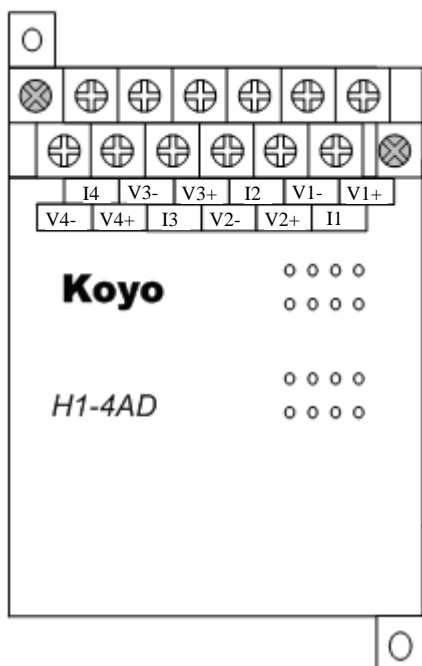 I4 V3- V3+ I2 V1- V1+
V4- V4+ I3 V2- V2+ I1
Koyo
H1-4AD